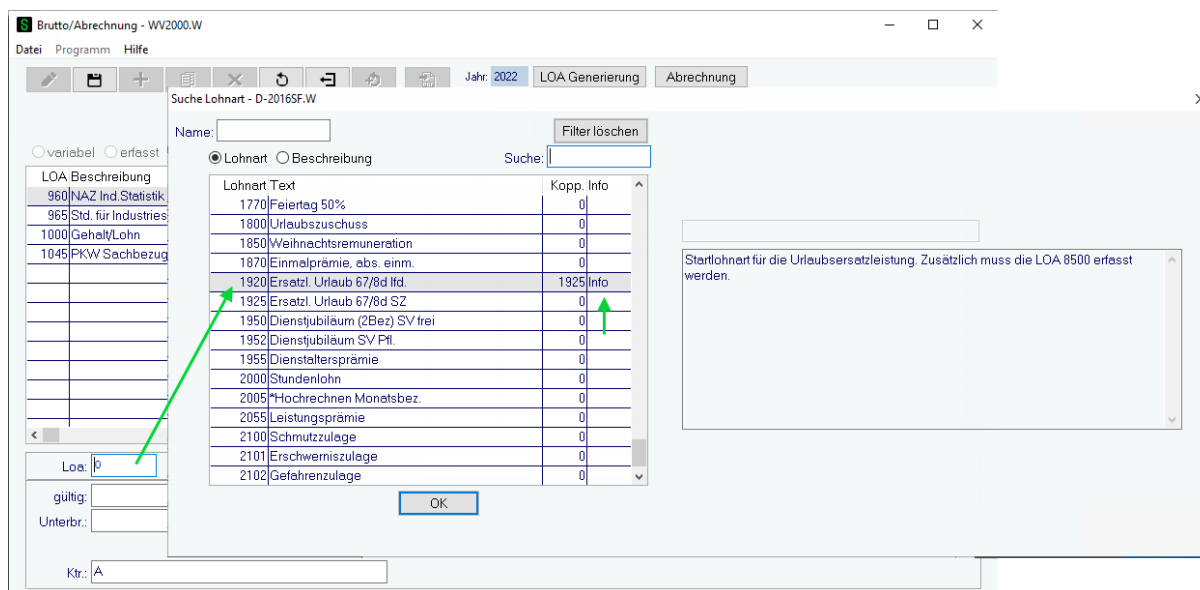 Brutto/Abrechnung - WV2000.W
Datei Programm Hilfe
Jahr: 2022 LOA Generierung Abrechnung
Suche Lohnart - D-2016SF.W
Name: Filter löschen
variabel erfasst
Lohnart Beschreibung Suche:
LOA Beschreibung
960 NAZ Ind.Statistik
965 Std. für Industries
1000 Gehalt/Lohn
1045 PKW Sachbezug
Lohnart Text Kopp. Info
1770 Feiertag 50% 0
1800 Urlaubszuschuss 0
1850 Weihnachtsremuneration 0
1870 Einmalprämie, abs. einm. 0
1920 Ersatzl. Urlaub 67/8d lfd. 1925 Info
1925 Ersatzl. Urlaub 67/8d SZ 0
1950 Dienstjubiläum (2Bez) SV frei 0
1952 Dienstjubiläum SV Pfl. 0
1955 Dienstaltersprämie 0
2000 Stundenlohn 0
2005 *Hochrechnen Monatsbez. 0
2055 Leistungsprämie 0
2100 Schmutzzulage 0
2101 Erschwerniszulage 0
2102 Gefahrenzulage 0
Startlohnart für die Urlaubsersatzleistung. Zusätzlich muss die LOA 8500 erfasst
werden.
OK
Loa: 0
gültig:
Unterbr.:
Ktr.: A